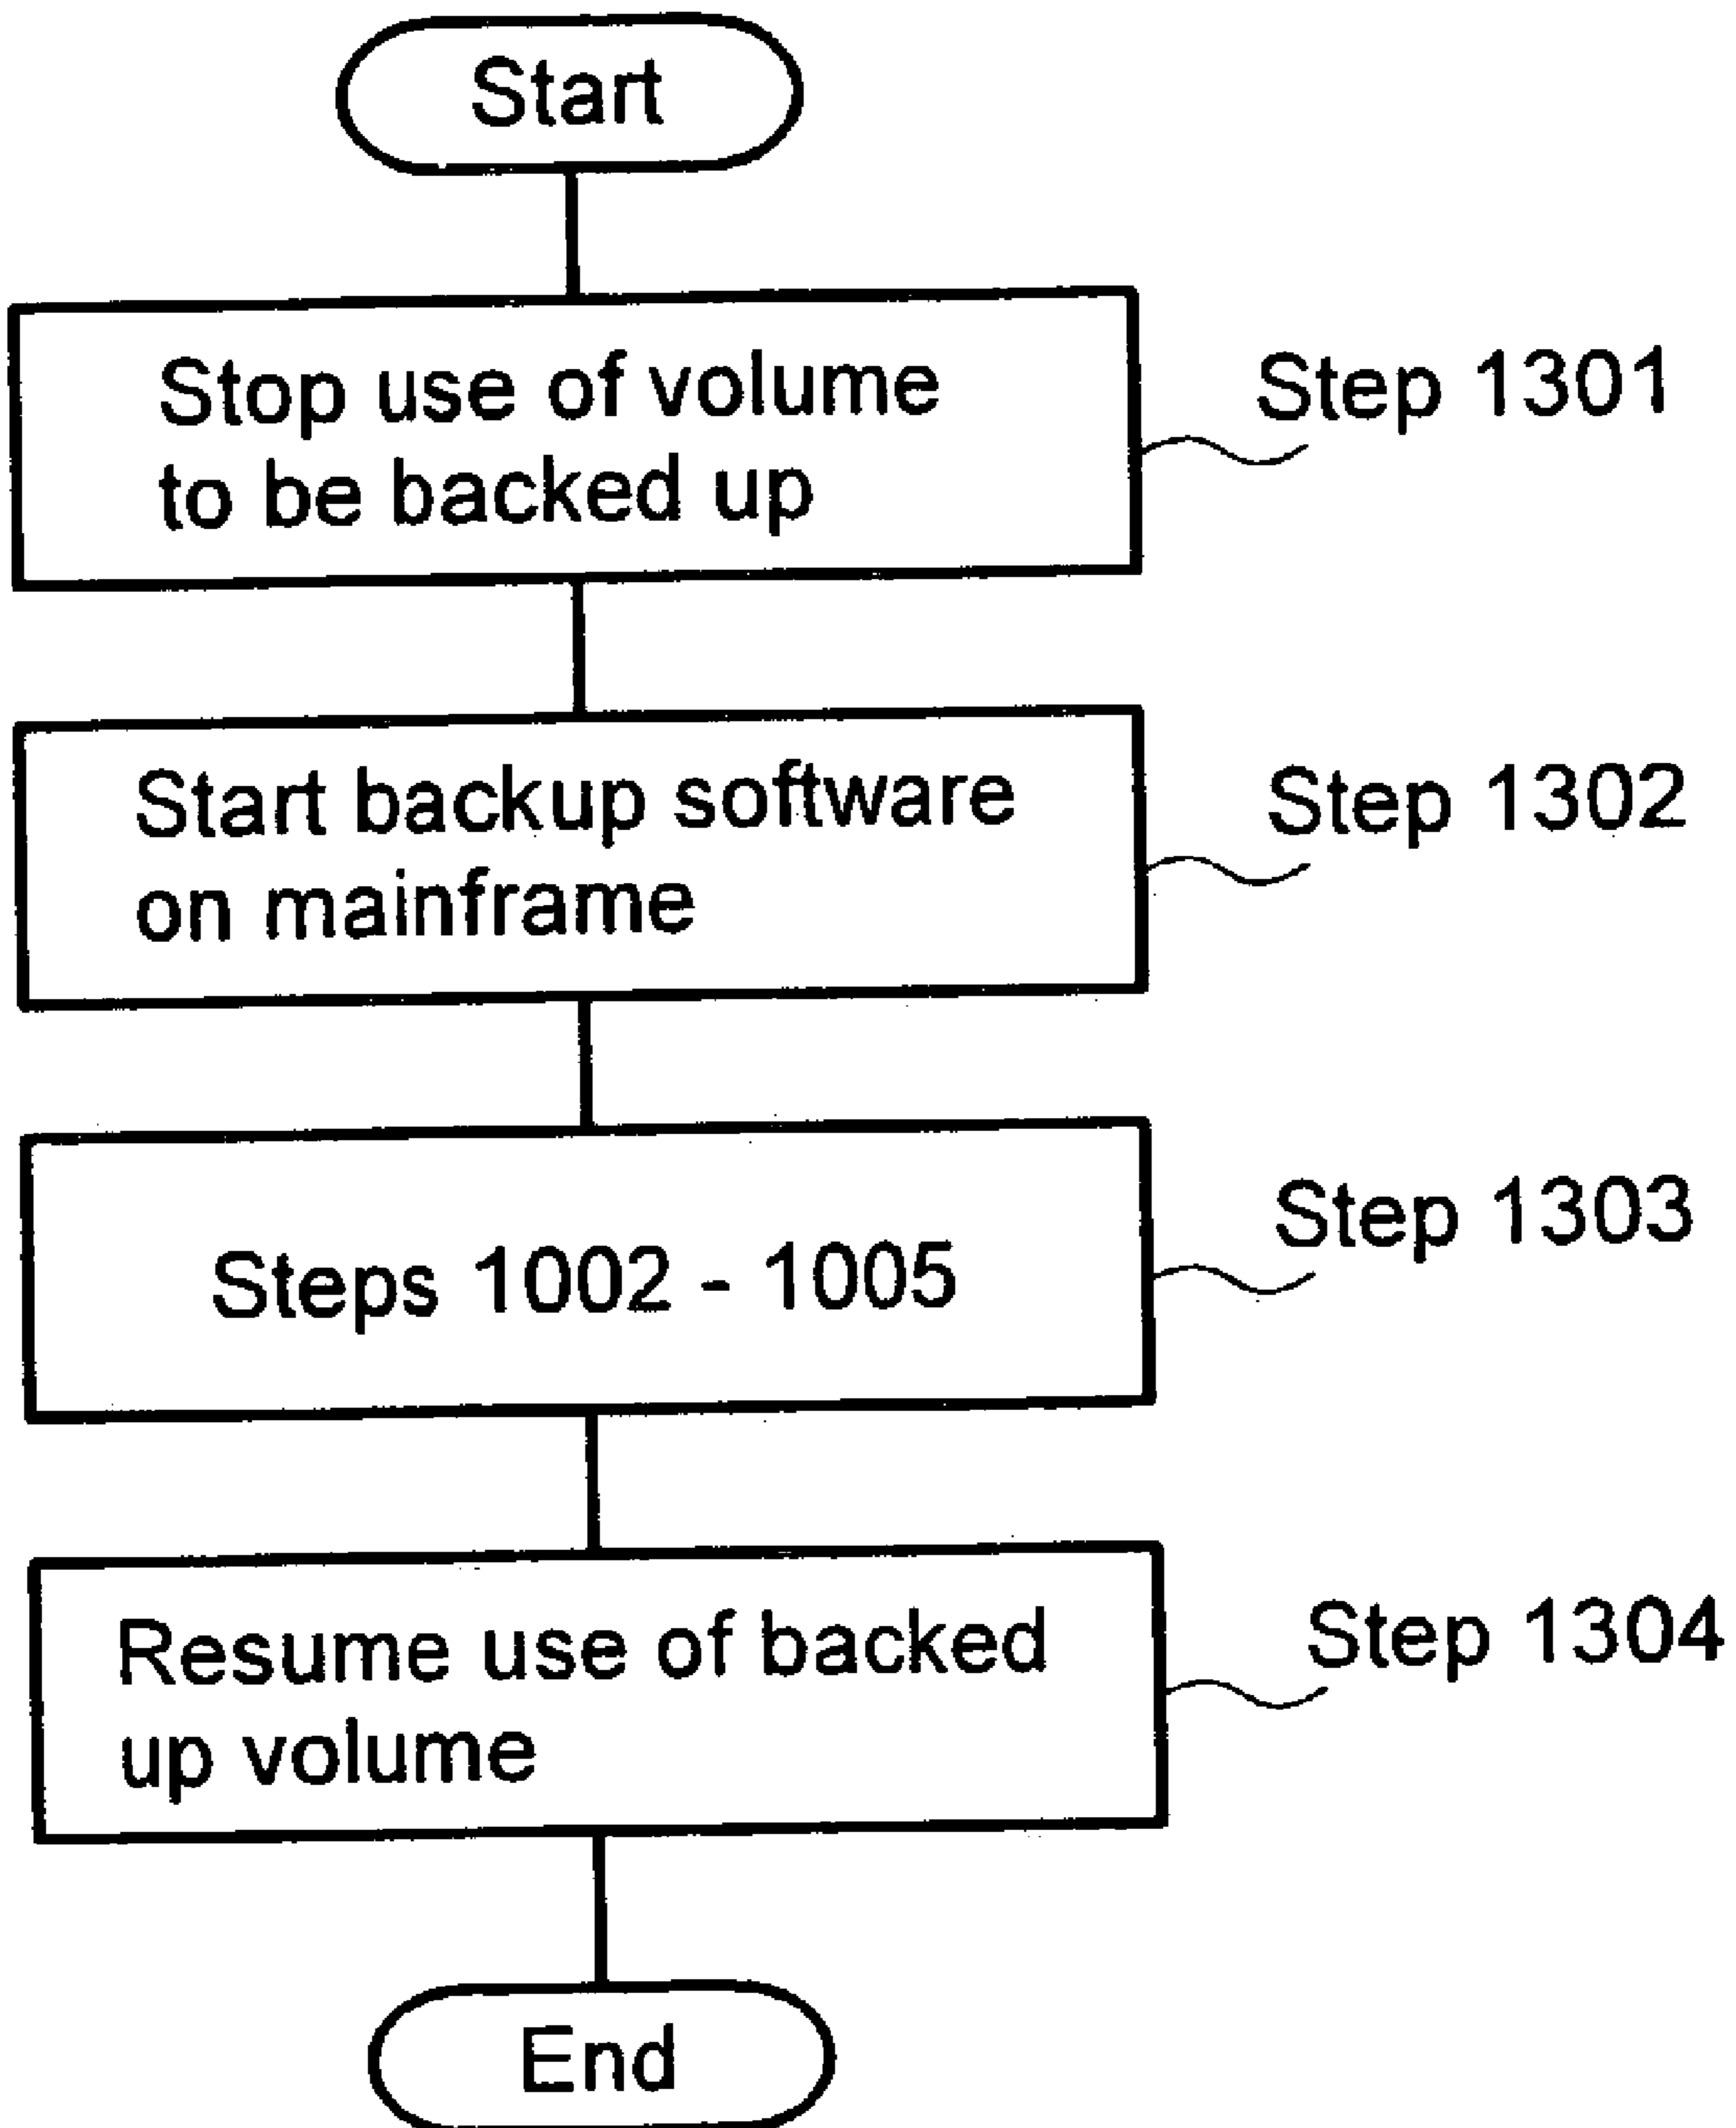 Start
Stop use of volume
to be backed up
Step 1301
Start backup software
on mainframe
Step 1302
Steps 1002 - 1005
Step 1303
Resume use of backed
up volume
Step 1304
End